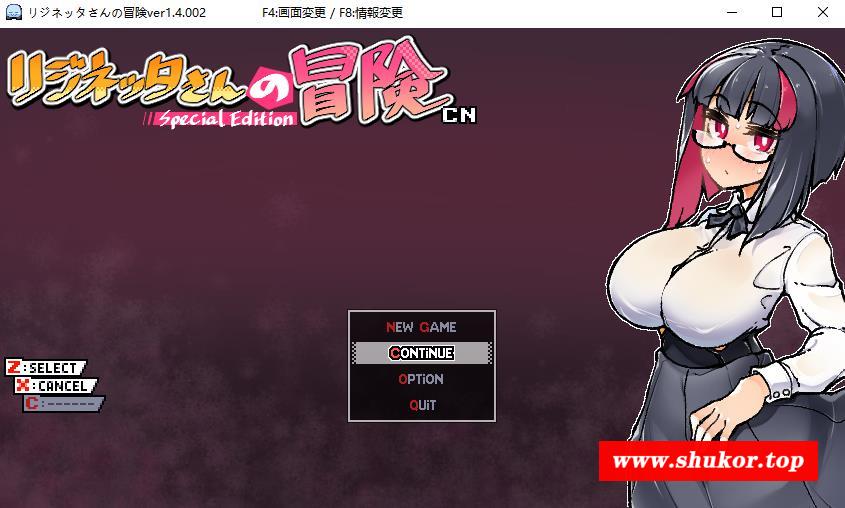 リジネッタさんの冒険ver1.4.002 F4:画面変更 / F8:情報変更
リジネッタさんの冒険
Special Edition
CN
NEW GAME
CONTiNUE
OPTiON
QUiT
Z:SELECT
X:CANCEL
C:------
www.shukor.top